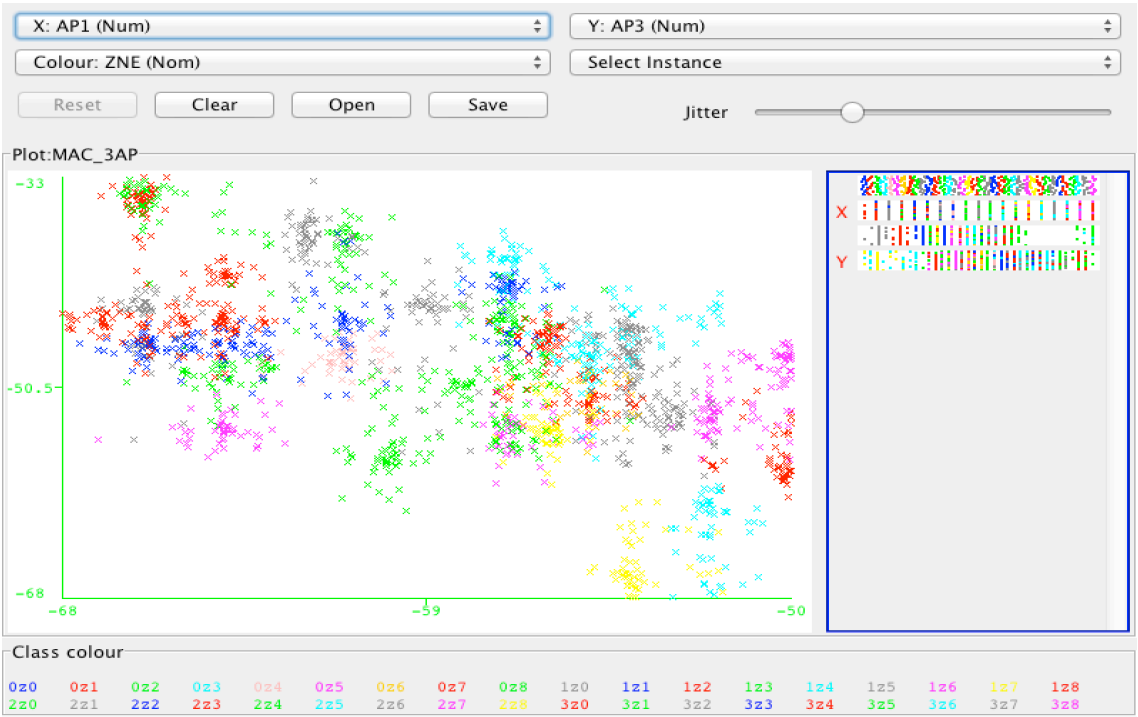 X: AP1 (Num) Y: AP3 (Num)
Colour: ZNE (Nom) Select Instance
Reset Clear Open Save Jitter
Plot:MAC_3AP
-33
X
Y
-50.5
-68
-68 -59 -50
Class colour
0z0 0z1 0z2 0z3 0z4 0z5 0z6 0z7 0z8 1z0 1z1 1z2 1z3 1z4 1z5 1z6 1z7 1z8
2z0 2z1 2z2 2z3 2z4 2z5 2z6 2z7 2z8 3z0 3z1 3z2 3z3 3z4 3z5 3z6 3z7 3z8